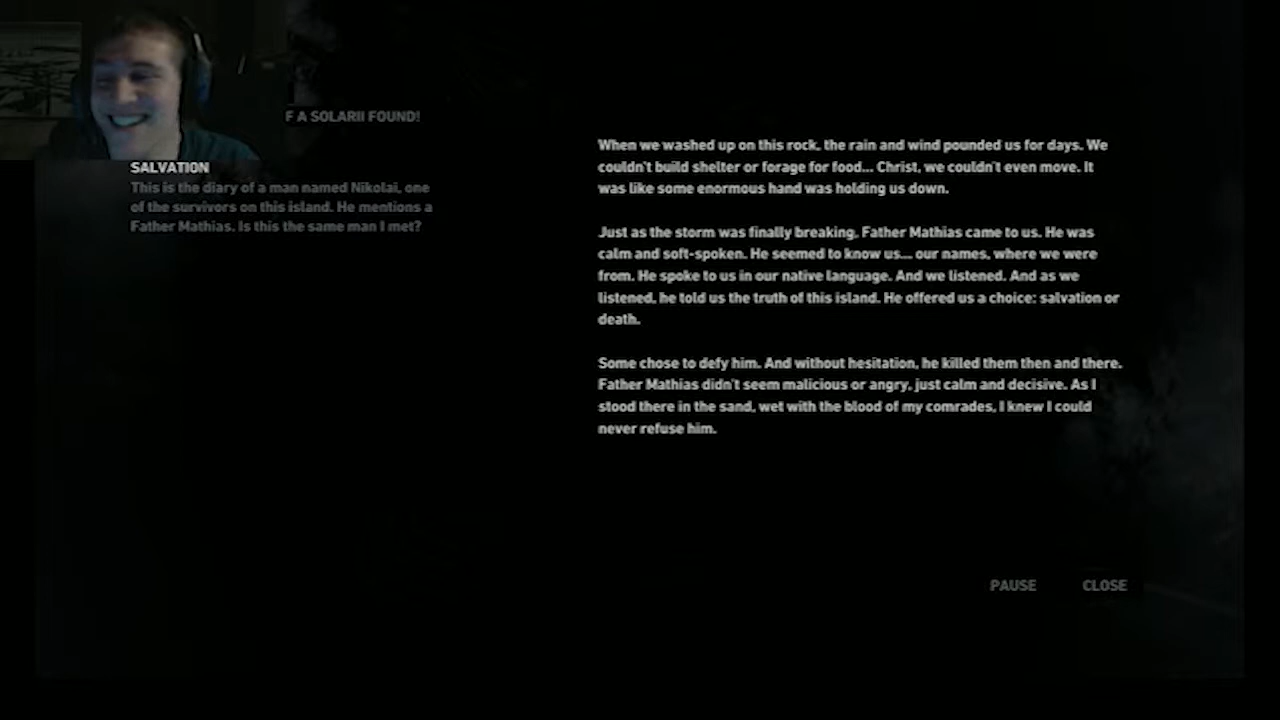 F A SOLARII FOUND!
SALVATION
This is the diary of a man named Nikolai, one
of the survivors on this island. He mentions a
Father Mathias. Is this the same man I met?
When we washed up on this rock, the rain and wind pounded us for days. We
couldn't build shelter or forage for food... Christ, we couldn't even move. It
was like some enormous hand was holding us down.
Just as the storm was finally breaking, Father Mathias came to us. He was
calm and soft-spoken. He seemed to know us... our names, where we were
from. He spoke to us in our native language. And we listened. And as we
listened, he told us the truth of this island. He offered us a choice: salvation or
death.
Some chose to defy him. And without hesitation, he killed them then and there.
Father Mathias didn't seem malicious or angry, just calm and decisive. As I
stood there in the sand, wet with the blood of my comrades, I knew I could
never refuse him.
PAUSE CLOSE